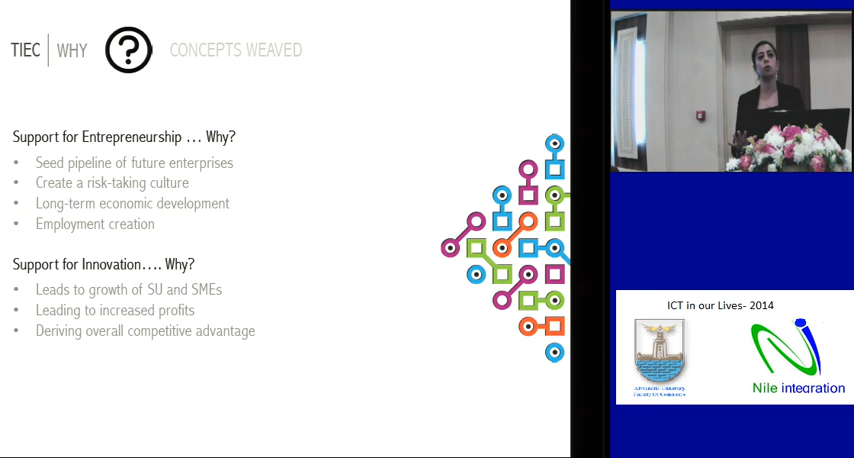 TIEC WHY ? CONCEPTS WEAVED
Support for Entrepreneurship … Why?
• Seed pipeline of future enterprises
• Create a risk-taking culture
• Long-term economic development
• Employment creation
Support for Innovation…. Why?
• Leads to growth of SU and SMEs
• Leading to increased profits
• Deriving overall competitive advantage
ICT in our Lives- 2014
Nile integration